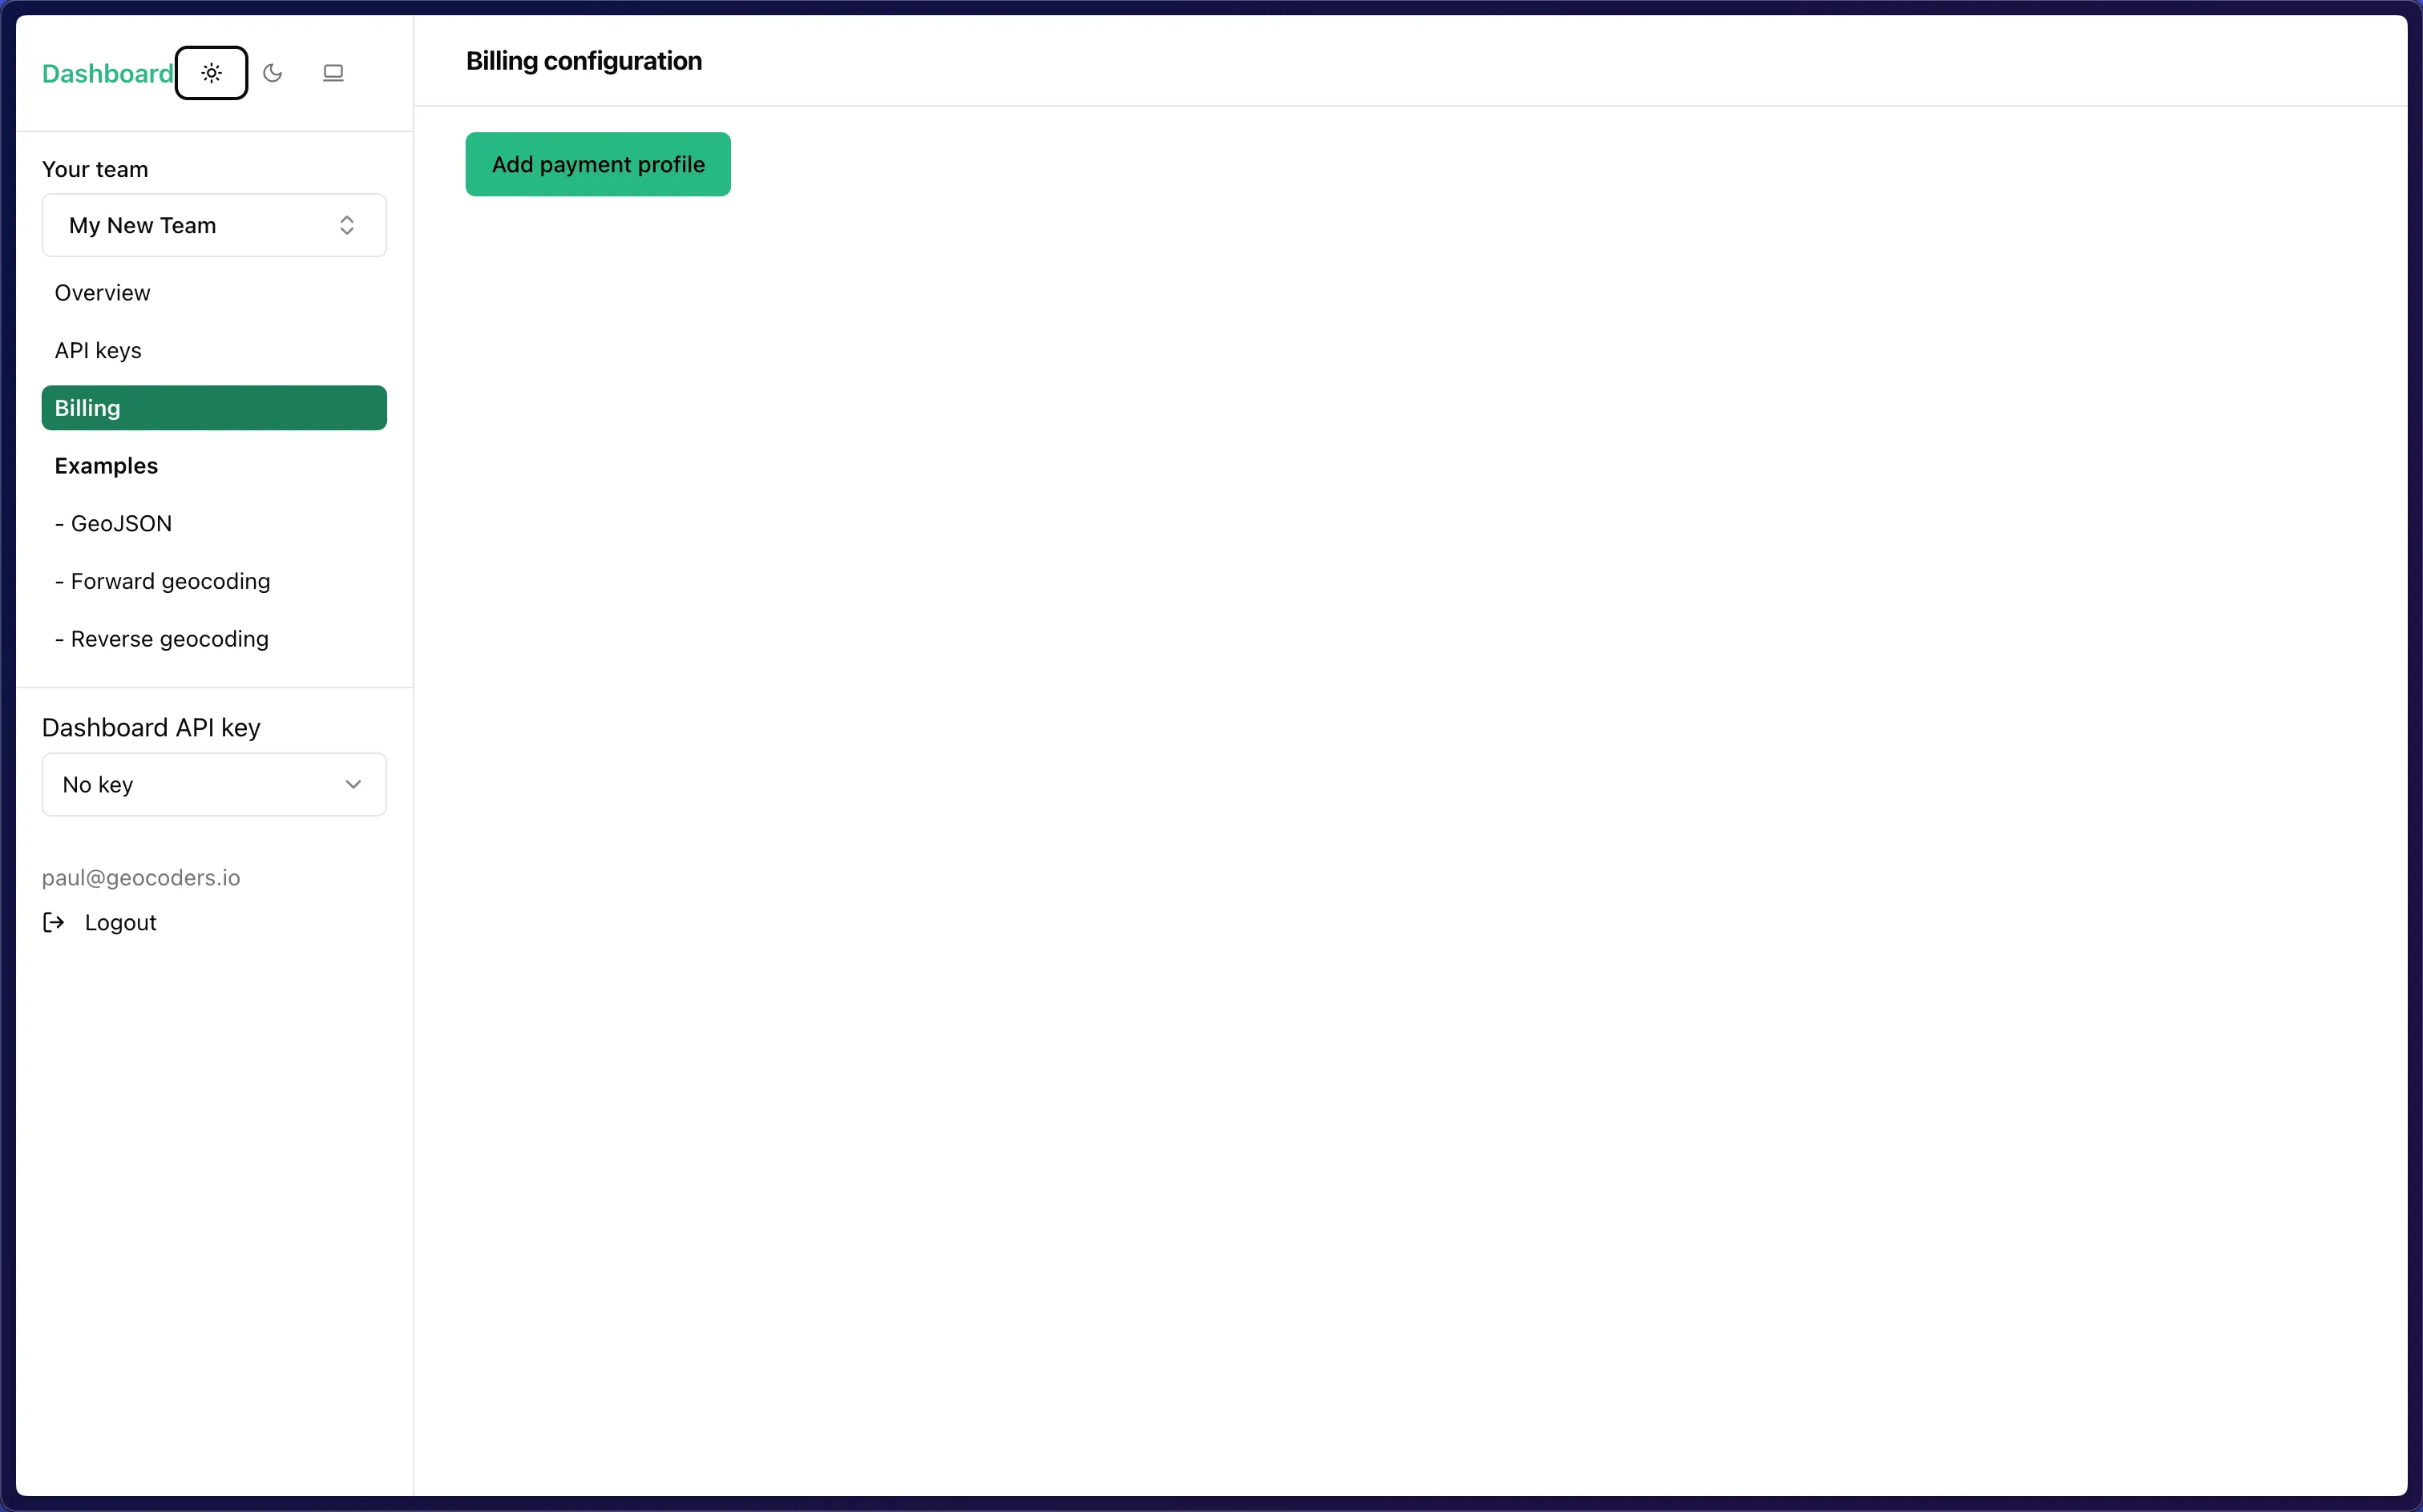 Dashboard
Your team
My New Team
Overview
API keys
Billing
Examples
- GeoJSON
- Forward geocoding
- Reverse geocoding
Dashboard API key
No key
paul@geocoders.io
Logout
Billing configuration
Add payment profile